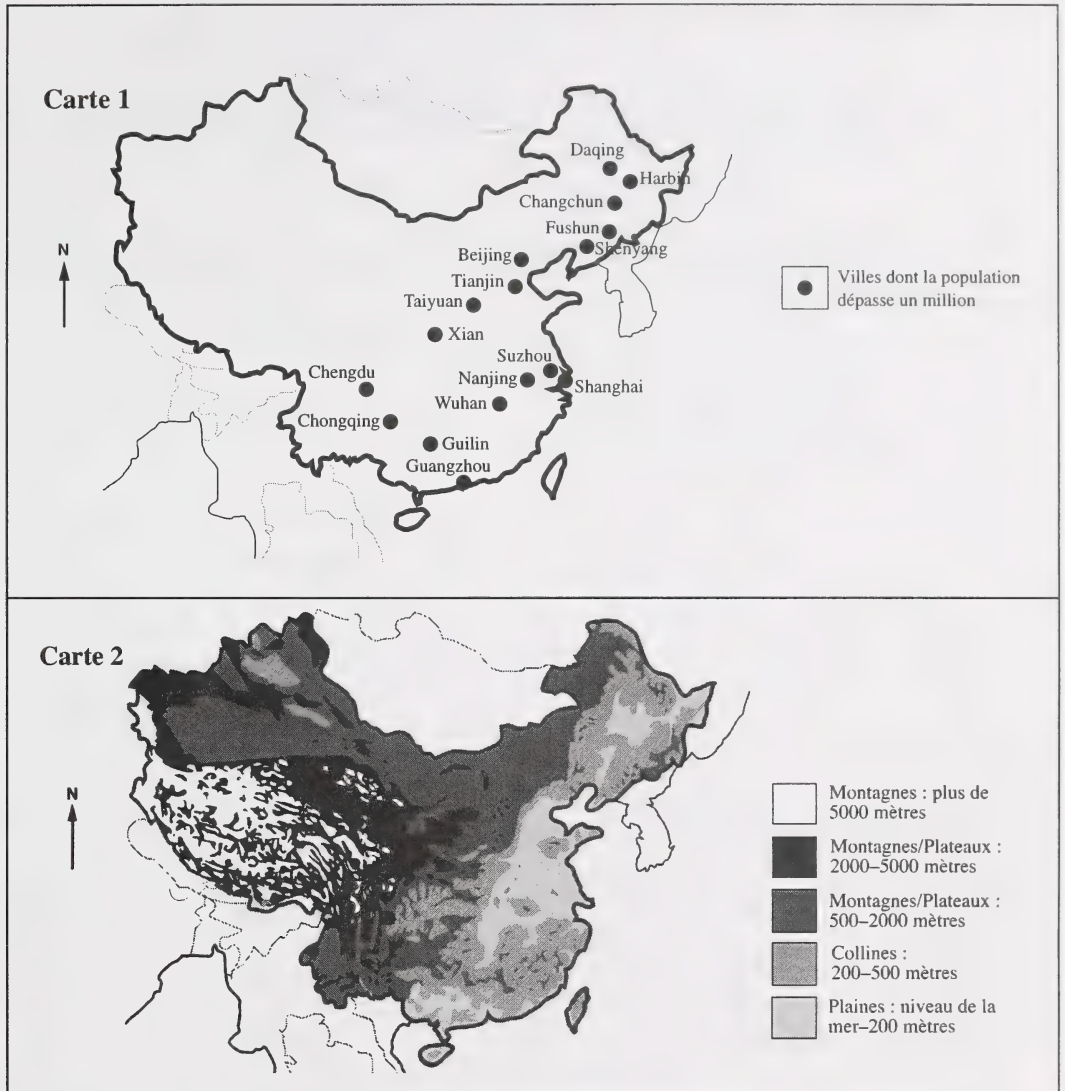 Carte 1
N
Daqing
Harbin
Changchun
Fushun
Shenyang
Beijing
Tianjin
Taiyuan
Xian
Suzhou
Chengdu
Nanjing
Shanghai
Wuhan
Chongqing
Guilin
Guangzhou
Villes dont la population
dépasse un million
Carte 2
N
Montagnes : plus de
5000 mètres
Montagnes/Plateaux :
2000–5000 mètres
Montagnes/Plateaux :
500–2000 mètres
Collines :
200–500 mètres
Plaines : niveau de la
mer–200 mètres